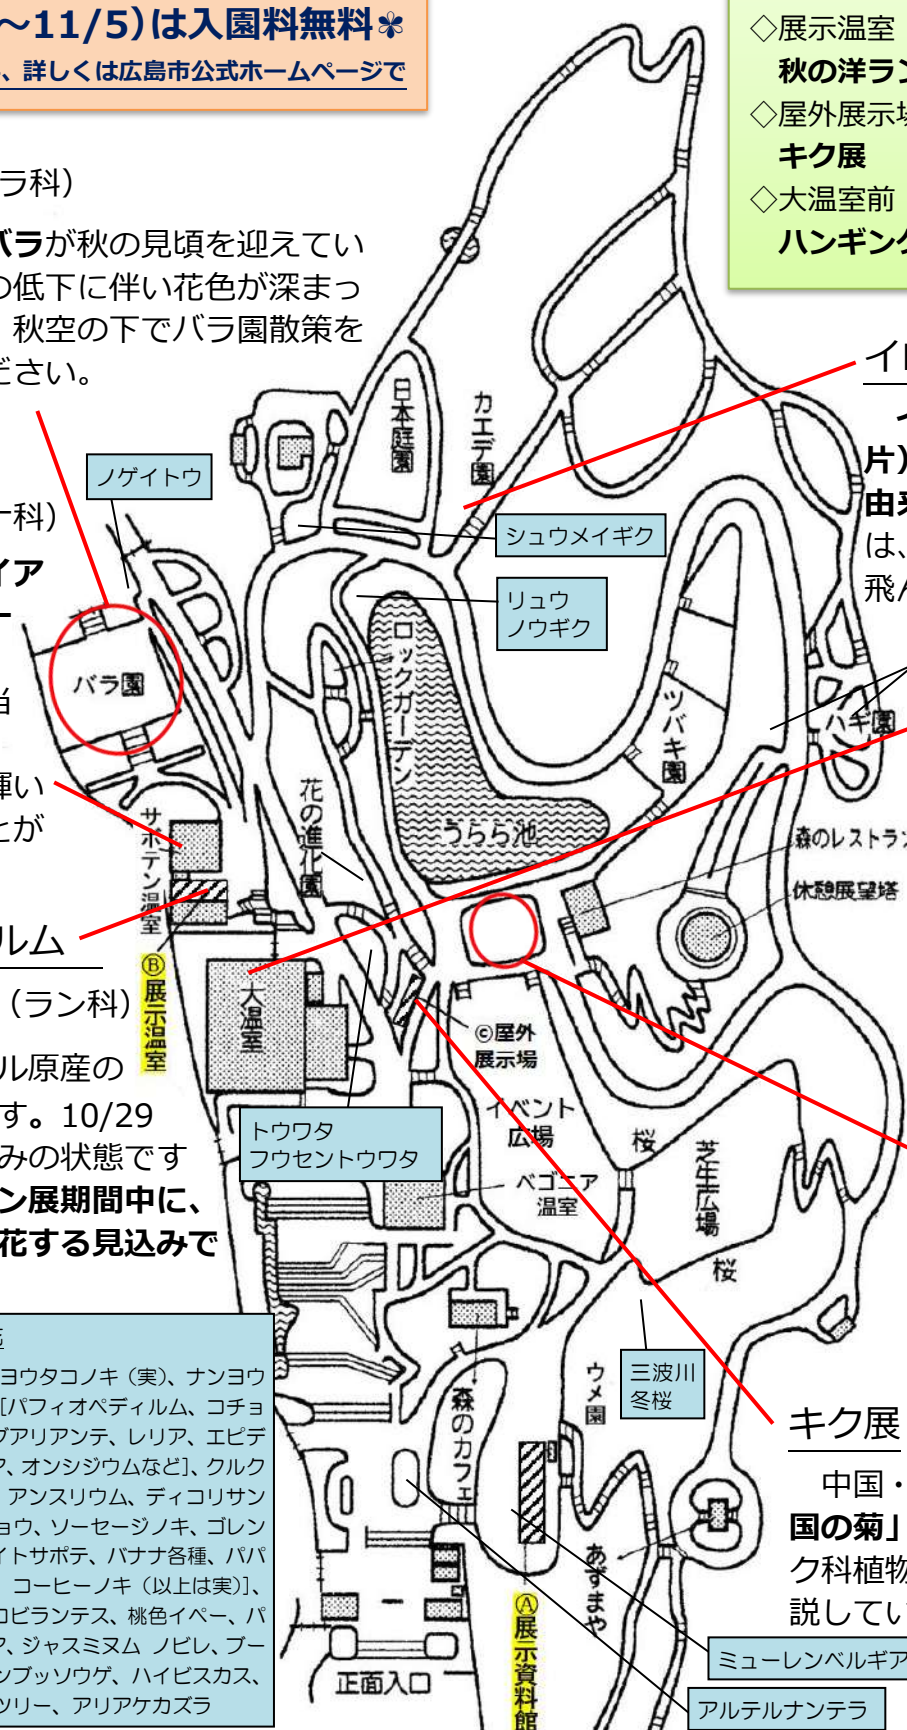 ～11/5）は入園料無料✽
、詳しくは広島市公式ホームページで
◇展示温室
秋の洋ラン
◇屋外展示場
キク展
◇大温室前
ハンギング
ラ科）
バラが秋の見頃を迎えてい
の低下に伴い花色が深まっ
秋空の下でバラ園散策を
ださい。
片）
由来
は、
飛ん
科）
イア
ー
当
輝い
とが
ルム
（ラン科）
ル原産の
す。10/29
みの状態です
ン展期間中に、
花する見込みで
日本庭園
カエデ園
ノゲイトウ
シュウメイギク
リュウ
ノウギク
ロックガーデン
バラ園
ツバキ園
ハギ園
花の進化園
うらら池
サボテン温室
森のレストラン
休憩展望塔
Ⓑ展示温室
大温室
©屋外
展示場
イベント
広場
トウワタ
フウセントウワタ
ベゴニア
温室
桜
芝生広場
桜
三波川
冬桜
ウメ園
森のカフェ
あずまや
Ⓐ展示資料館
正面入口
キク展
中国・
国の菊」
ク科植物
説してい
ミューレンベルギア
アルテルナンテラ
ヨウタコノキ（実）、ナンヨウ
［パフィオペディルム、コチョ
グアリアンテ、レリア、エピデ
ア、オンシジウムなど］、クルク
アンスリウム、ディコリサン
ョウ、ソーセージノキ、ゴレン
イトサポテ、バナナ各種、パパ
コーヒーノキ（以上は実）］、
コビランテス、桃色イペー、パ
ア、ジャスミヌム ノビレ、ブー
ンブッソウゲ、ハイビスカス、
ツリー、アリアケカズラ